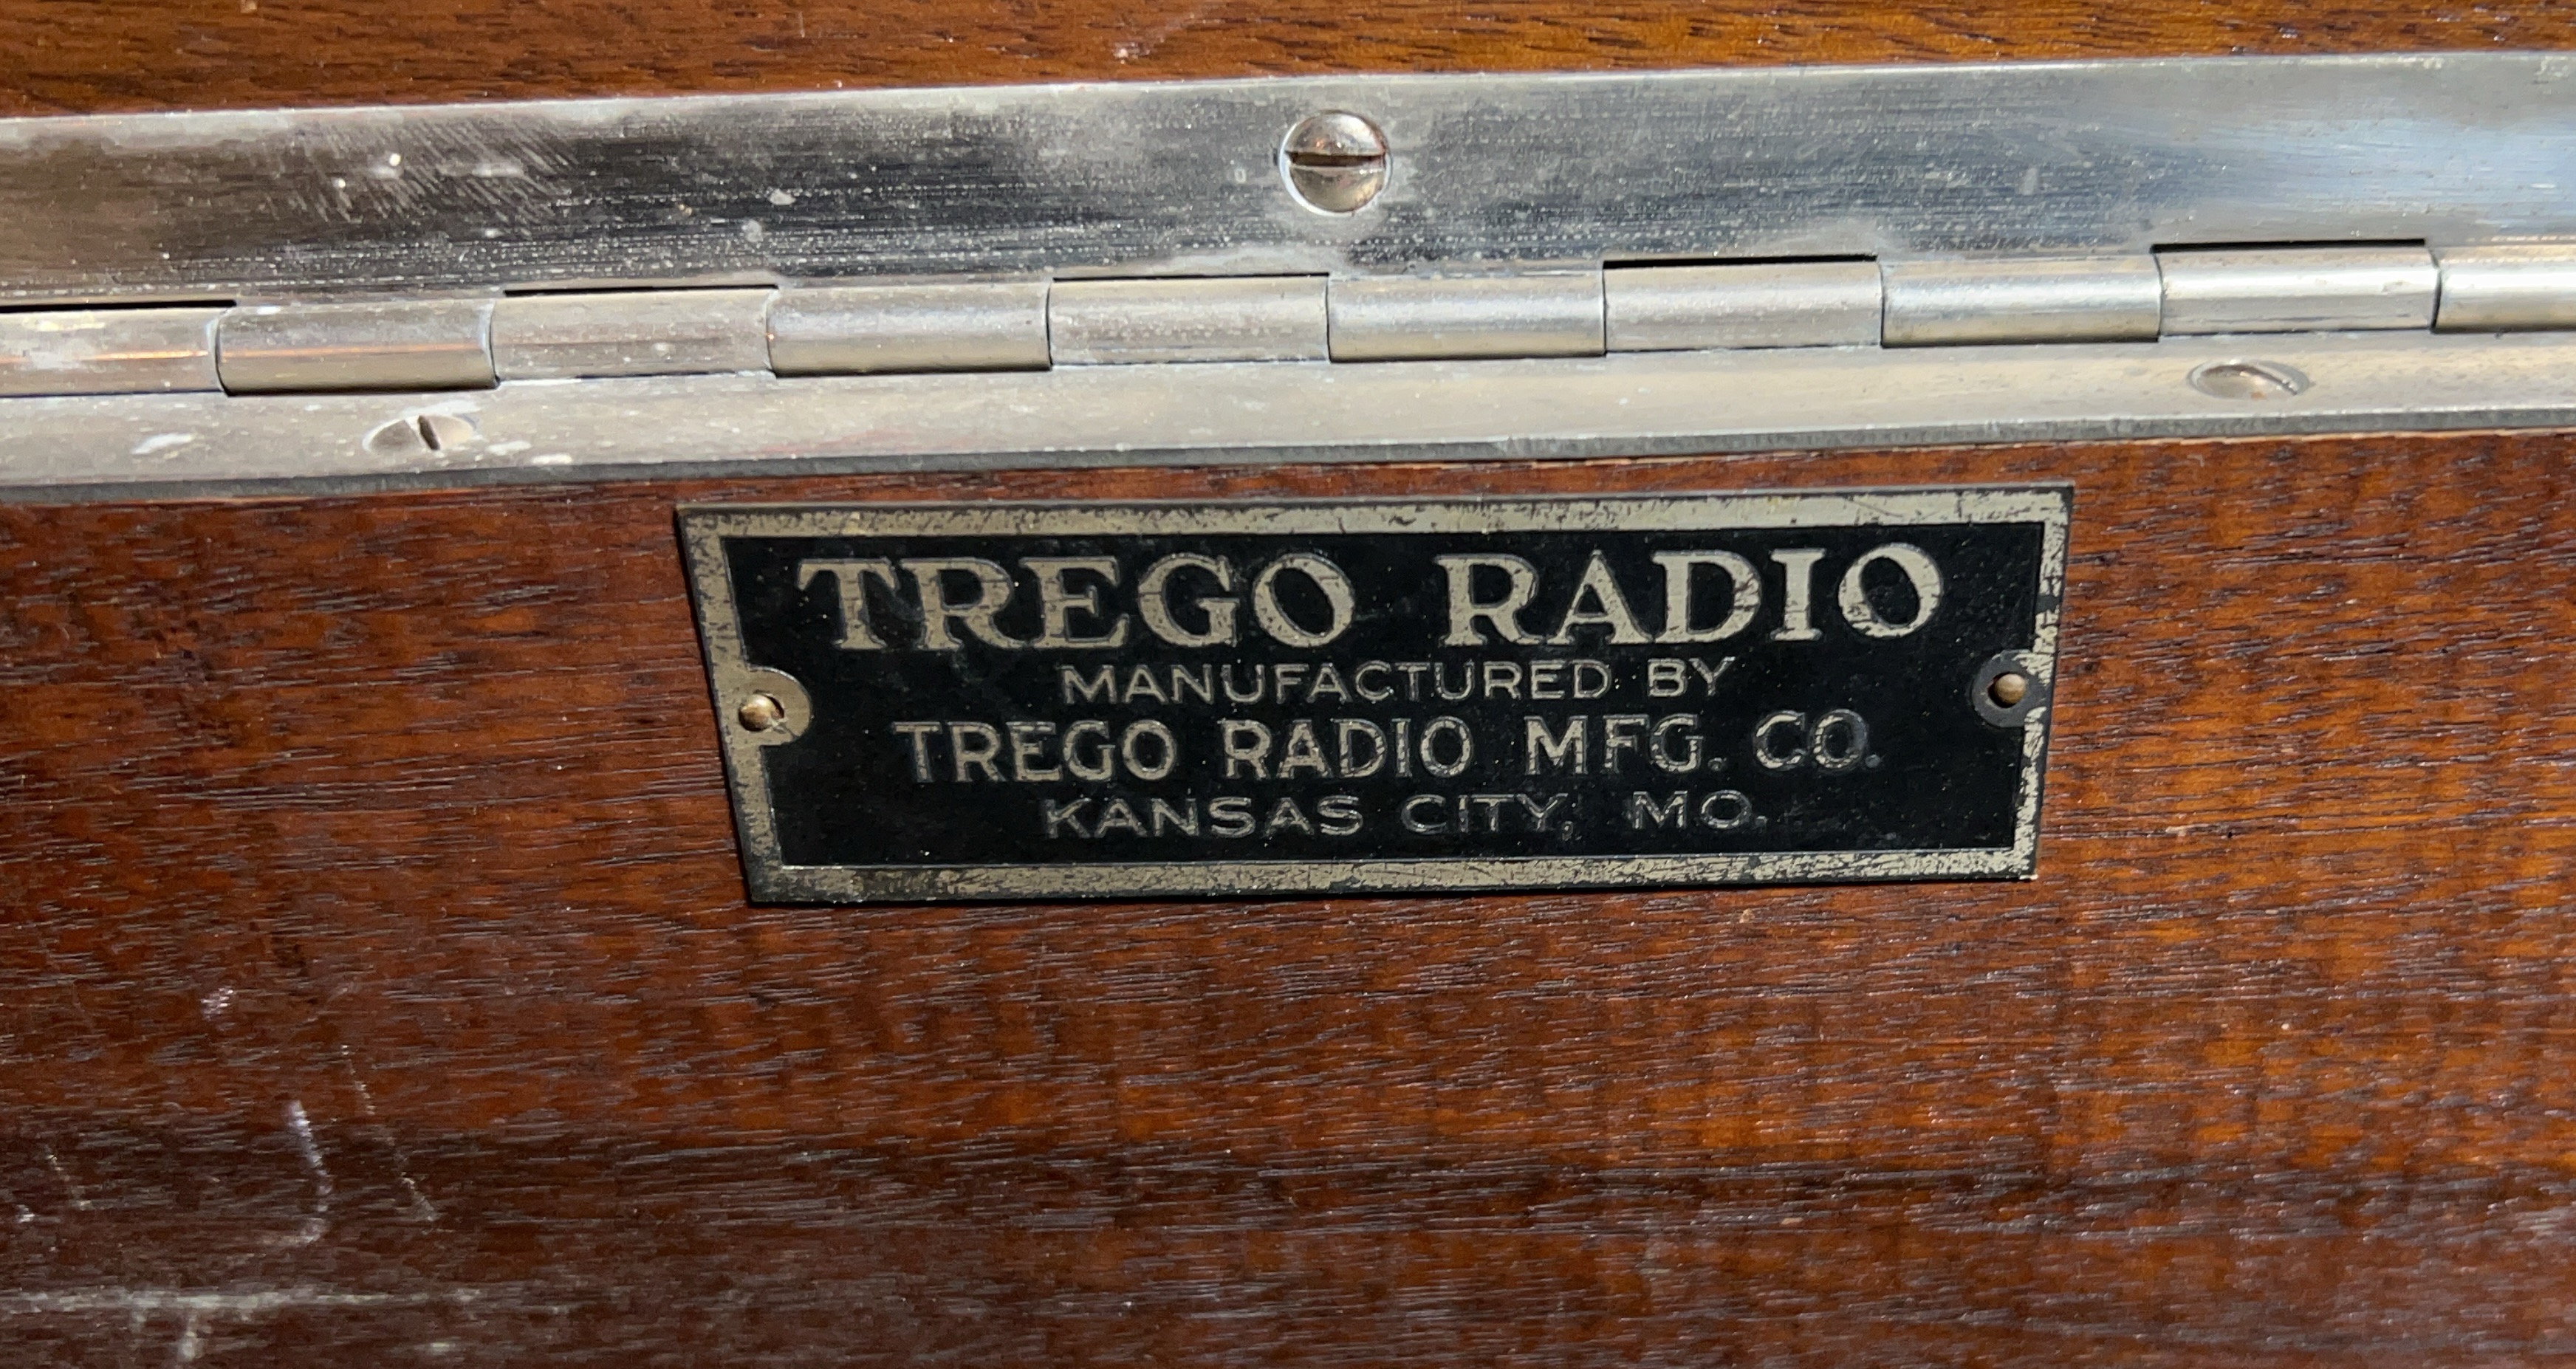 TREGO RADIO
MANUFACTURED BY
TREGO RADIO MFG. CO.
KANSAS CITY, MO.